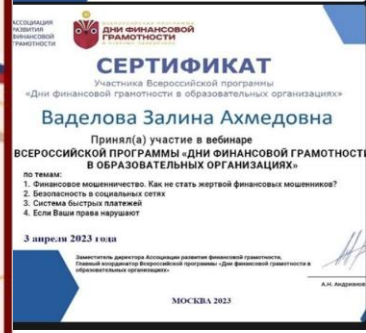 АССОЦИАЦИЯ
РАЗВИТИЯ
ФИНАНСОВОЙ
ГРАМОТНОСТИ
ВСЕРОССИЙСКАЯ ПРОГРАММА
ДНИ ФИНАНСОВОЙ
ГРАМОТНОСТИ
СЕРТИФИКАТ
Участника Всероссийской программы
«Дни финансовой грамотности в образовательных организациях»
Ваделова Залина Ахмедовна
Принял(а) участие в вебинаре
ВСЕРОССИЙСКОЙ ПРОГРАММЫ «ДНИ ФИНАНСОВОЙ ГРАМОТНОСТИ
В ОБРАЗОВАТЕЛЬНЫХ ОРГАНИЗАЦИЯХ»
по темам:
1. Финансовое мошенничество. Как не стать жертвой финансовых мошенников?
2. Безопасность в социальных сетях
3. Система быстрых платежей
4. Если Ваши права нарушают
3 апреля 2023 года
Заместитель директора Ассоциации развития финансовой грамотности,
Главный координатор Всероссийской программы «Дни финансовой грамотности в
образовательных организациях»
А.Н. Андрианов
МОСКВА 2023